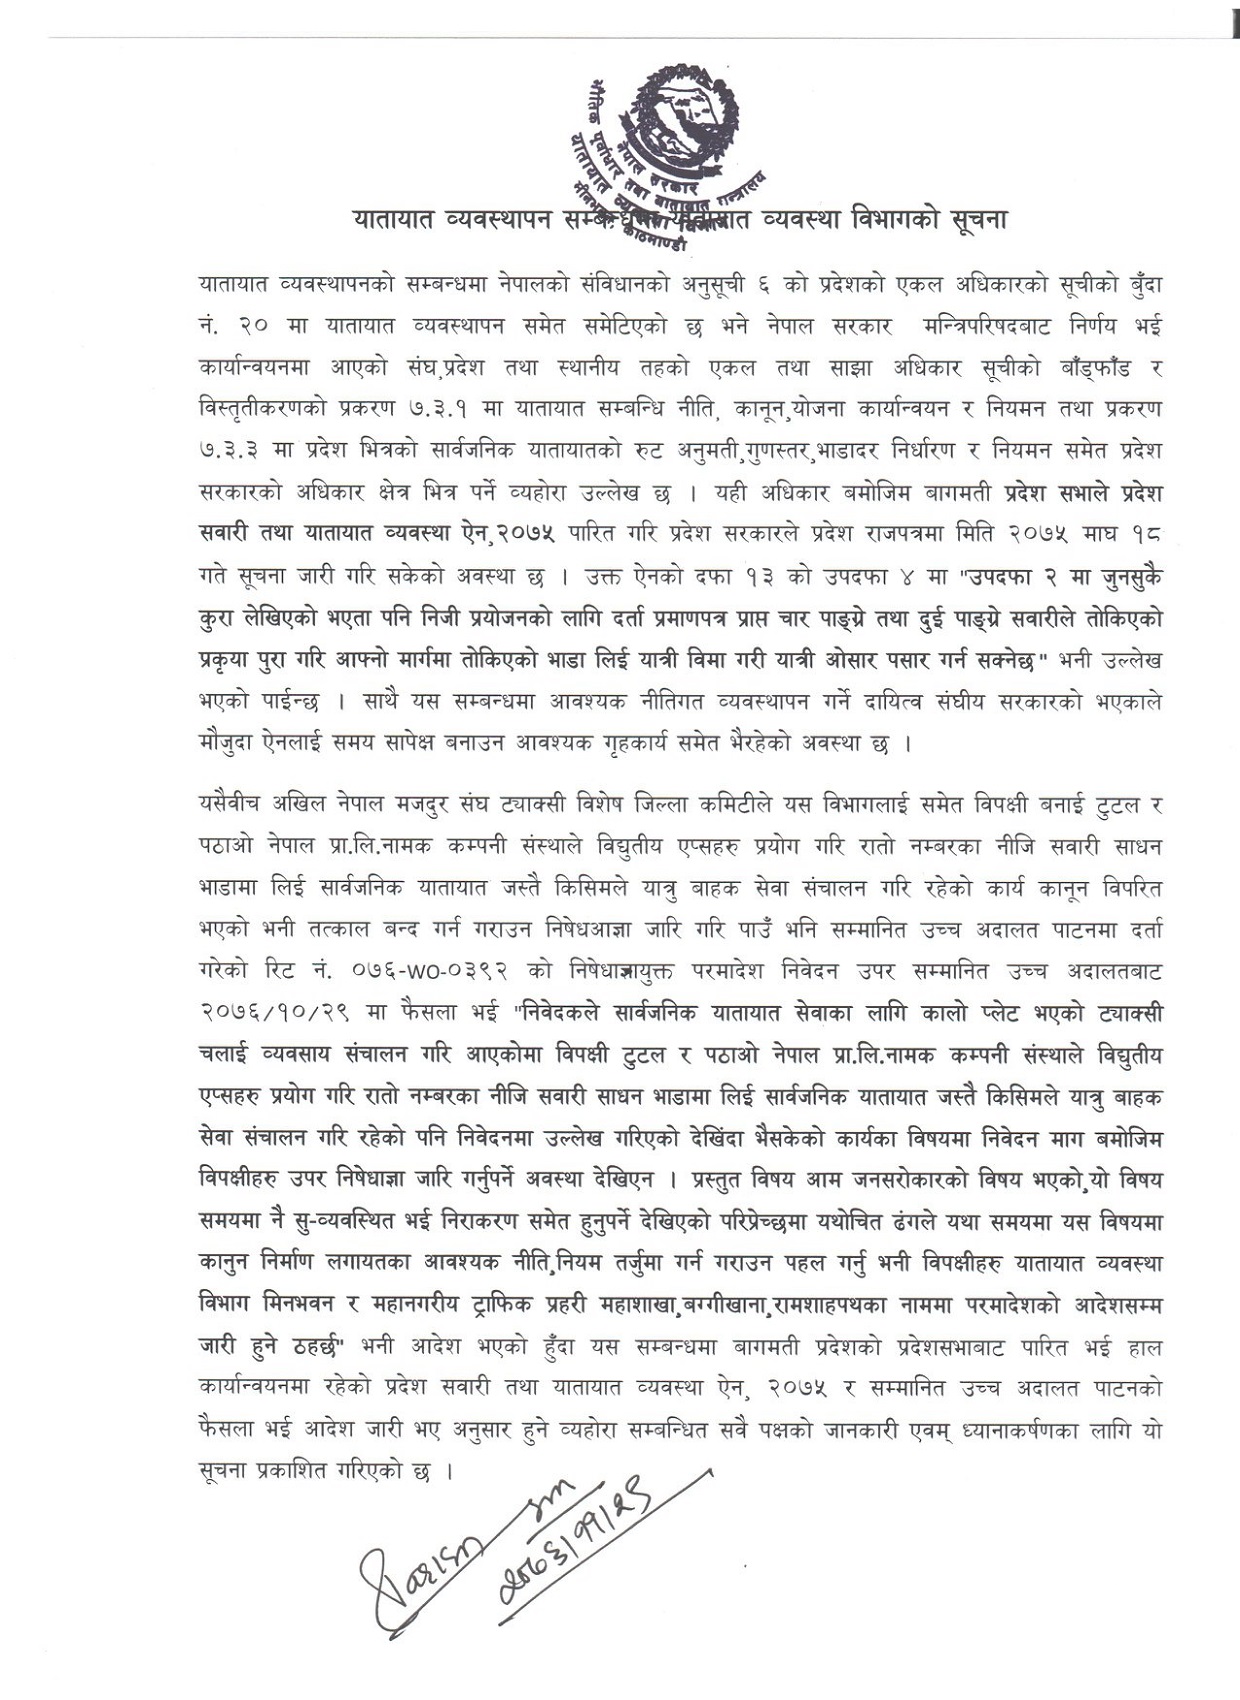 नेपाल सरकार
भौतिक पूर्वाधार तथा यातायात मन्त्रालय
यातायात व्यवस्था विभाग
मीनभवन, काठमाण्डौ
यातायात व्यवस्थापन सम्बन्धमा यातायात व्यवस्था विभागको सूचना
यातायात व्यवस्थापनको सम्बन्धमा नेपालको संविधानको अनुसूची ६ को प्रदेशको एकल अधिकारको सूचीको बुँदा
नं. २० मा यातायात व्यवस्थापन समेत समेटिएको छ भने नेपाल सरकार मन्त्रिपरिषदबाट निर्णय भई
कार्यान्वयनमा आएको संघ,प्रदेश तथा स्थानीय तहको एकल तथा साझा अधिकार सूचीको बाँड्फाँड र
विस्तृतीकरणको प्रकरण ७.३.१ मा यातायात सम्बन्धि नीति, कानून,योजना कार्यान्वयन र नियमन तथा प्रकरण
७.३.३ मा प्रदेश भित्रको सार्वजनिक यातायातको रुट अनुमती,गुणस्तर,भाडादर निर्धारण र नियमन समेत प्रदेश
सरकारको अधिकार क्षेत्र भित्र पर्ने व्यहोरा उल्लेख छ । यही अधिकार बमोजिम बागमती प्रदेश सभाले प्रदेश
सवारी तथा यातायात व्यवस्था ऐन,२०७५ पारित गरि प्रदेश सरकारले प्रदेश राजपत्रमा मिति २०७५ माघ १८
गते सूचना जारी गरि सकेको अवस्था छ । उक्त ऐनको दफा १३ को उपदफा ४ मा "उपदफा २ मा जुनसुकै
कुरा लेखिएको भएता पनि निजी प्रयोजनको लागि दर्ता प्रमाणपत्र प्राप्त चार पाङ्ग्रे तथा दुई पाङ्ग्रे सवारीले तोकिएको
प्रकृया पुरा गरि आफ्नो मार्गमा तोकिएको भाडा लिई यात्री विमा गरी यात्री ओसार पसार गर्न सक्नेछ" भनी उल्लेख
भएको पाईन्छ । साथै यस सम्बन्धमा आवश्यक नीतिगत व्यवस्थापन गर्ने दायित्व संघीय सरकारको भएकाले
मौजुदा ऐनलाई समय सापेक्ष बनाउन आवश्यक गृहकार्य समेत भैरहेको अवस्था छ ।
यसैवीच अखिल नेपाल मजदुर संघ ट्याक्सी विशेष जिल्ला कमिटीले यस विभागलाई समेत विपक्षी बनाई टुटल र
पठाओ नेपाल प्रा.लि.नामक कम्पनी संस्थाले विद्युतीय एप्सहरु प्रयोग गरि रातो नम्बरका नीजि सवारी साधन
भाडामा लिई सार्वजनिक यातायात जस्तै किसिमले यात्रु बाहक सेवा संचालन गरि रहेको कार्य कानून विपरित
भएको भनी तत्काल बन्द गर्न गराउन निषेधआज्ञा जारि गरि पाउँ भनि सम्मानित उच्च अदालत पाटनमा दर्ता
गरेको रिट नं. ०७६-WO-०३९२ को निषेधाज्ञायुक्त परमादेश निवेदन उपर सम्मानित उच्च अदालतबाट
२०७६/१०/२९ मा फैसला भई "निवेदकले सार्वजनिक यातायात सेवाका लागि कालो प्लेट भएको ट्याक्सी
चलाई व्यवसाय संचालन गरि आएकोमा विपक्षी टुटल र पठाओ नेपाल प्रा.लि.नामक कम्पनी संस्थाले विद्युतीय
एप्सहरु प्रयोग गरि रातो नम्बरका नीजि सवारी साधन भाडामा लिई सार्वजनिक यातायात जस्तै किसिमले यात्रु बाहक
सेवा संचालन गरि रहेको पनि निवेदनमा उल्लेख गरिएको देखिंदा भैसकेको कार्यका विषयमा निवेदन माग बमोजिम
विपक्षीहरु उपर निषेधाज्ञा जारि गर्नुपर्ने अवस्था देखिएन । प्रस्तुत विषय आम जनसरोकारको विषय भएको,यो विषय
समयमा नै सु-व्यवस्थित भई निराकरण समेत हुनुपर्ने देखिएको परिप्रेच्छमा यथोचित ढंगले यथा समयमा यस विषयमा
कानुन निर्माण लगायतका आवश्यक नीति,नियम तर्जुमा गर्न गराउन पहल गर्नु भनी विपक्षीहरु यातायात व्यवस्था
विभाग मिनभवन र महानगरीय ट्राफिक प्रहरी महाशाखा,बग्गीखाना,रामशाहपथका नाममा परमादेशको आदेशसम्म
जारी हुने ठहर्छ" भनी आदेश भएको हुँदा यस सम्बन्धमा बागमती प्रदेशको प्रदेशसभाबाट पारित भई हाल
कार्यान्वयनमा रहेको प्रदेश सवारी तथा यातायात व्यवस्था ऐन, २०७५ र सम्मानित उच्च अदालत पाटनको
फैसला भई आदेश जारी भए अनुसार हुने व्यहोरा सम्बन्धित सवै पक्षको जानकारी एवम् ध्यानाकर्षणका लागि यो
सूचना प्रकाशित गरिएको छ ।
२०७६/११/२९